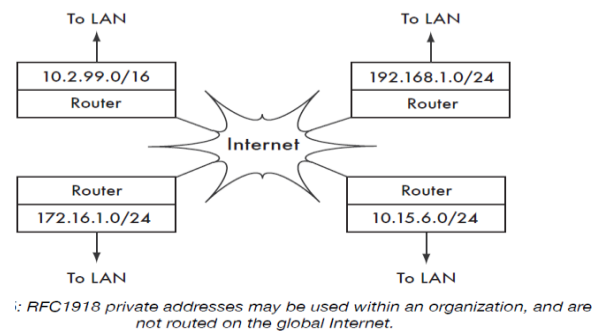 To LAN
To LAN
10.2.99.0/16
Router
192.168.1.0/24
Router
Internet
Router
172.16.1.0/24
Router
10.15.6.0/24
To LAN
To LAN
: RFC1918 private addresses may be used within an organization, and are
not routed on the global Internet.